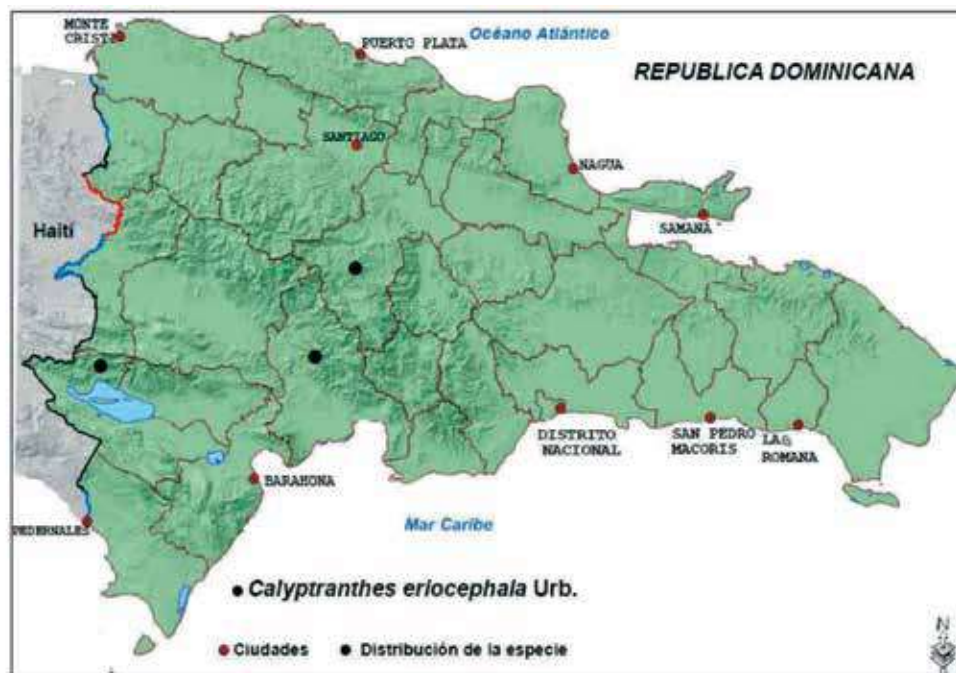 MONTE
CRISTI
PUERTO PLATA
Océano Atlántico
REPUBLICA DOMINICANA
SANTIAGO
NAGUA
SAMANA
Haití
DISTRITO
NACIONAL
SAN PEDRO
MACORIS
LA
ROMANA
BARAHONA
PEDERNALES
Mar Caribe
Calyptranthes eriocephala Urb.
Ciudades
Distribución de la especie
N